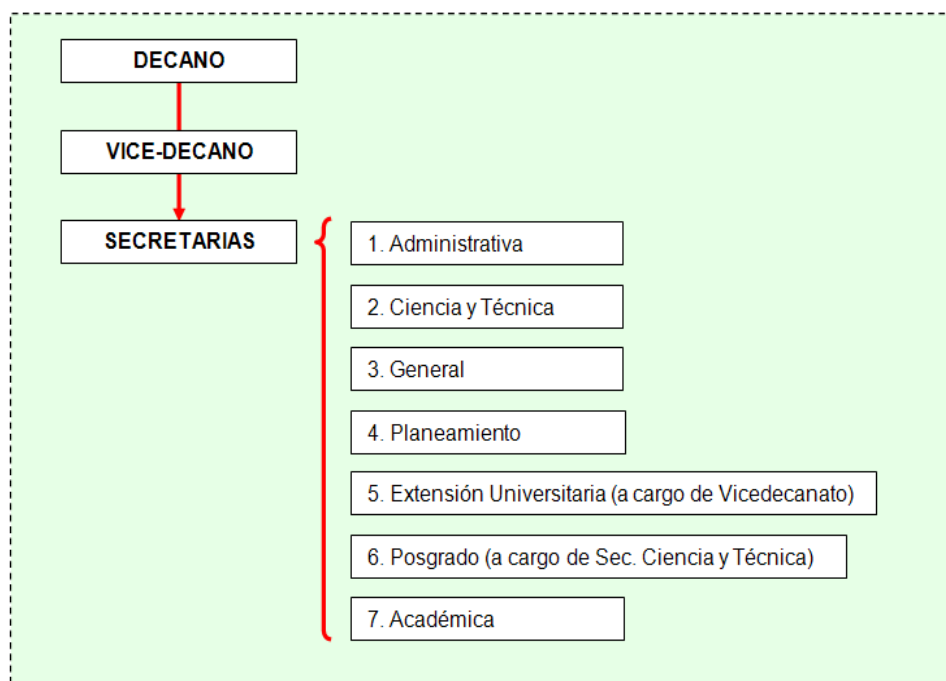 DECANO
VICE-DECANO
SECRETARIAS
1. Administrativa
2. Ciencia y Técnica
3. General
4. Planeamiento
5. Extensión Universitaria (a cargo de Vicedecanato)
6. Posgrado (a cargo de Sec. Ciencia y Técnica)
7. Académica